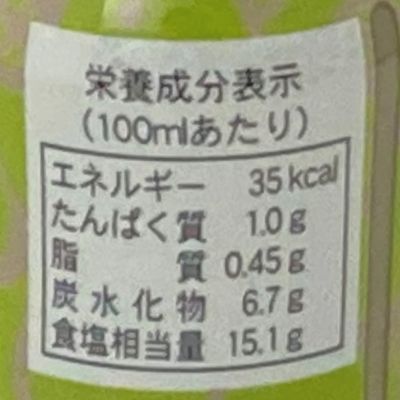 栄養成分表示
(100mlあたり)
エネルギー 35kcal
たんぱく質 1.0g
脂質 0.45g
炭水化物 6.7g
食塩相当量 15.1g